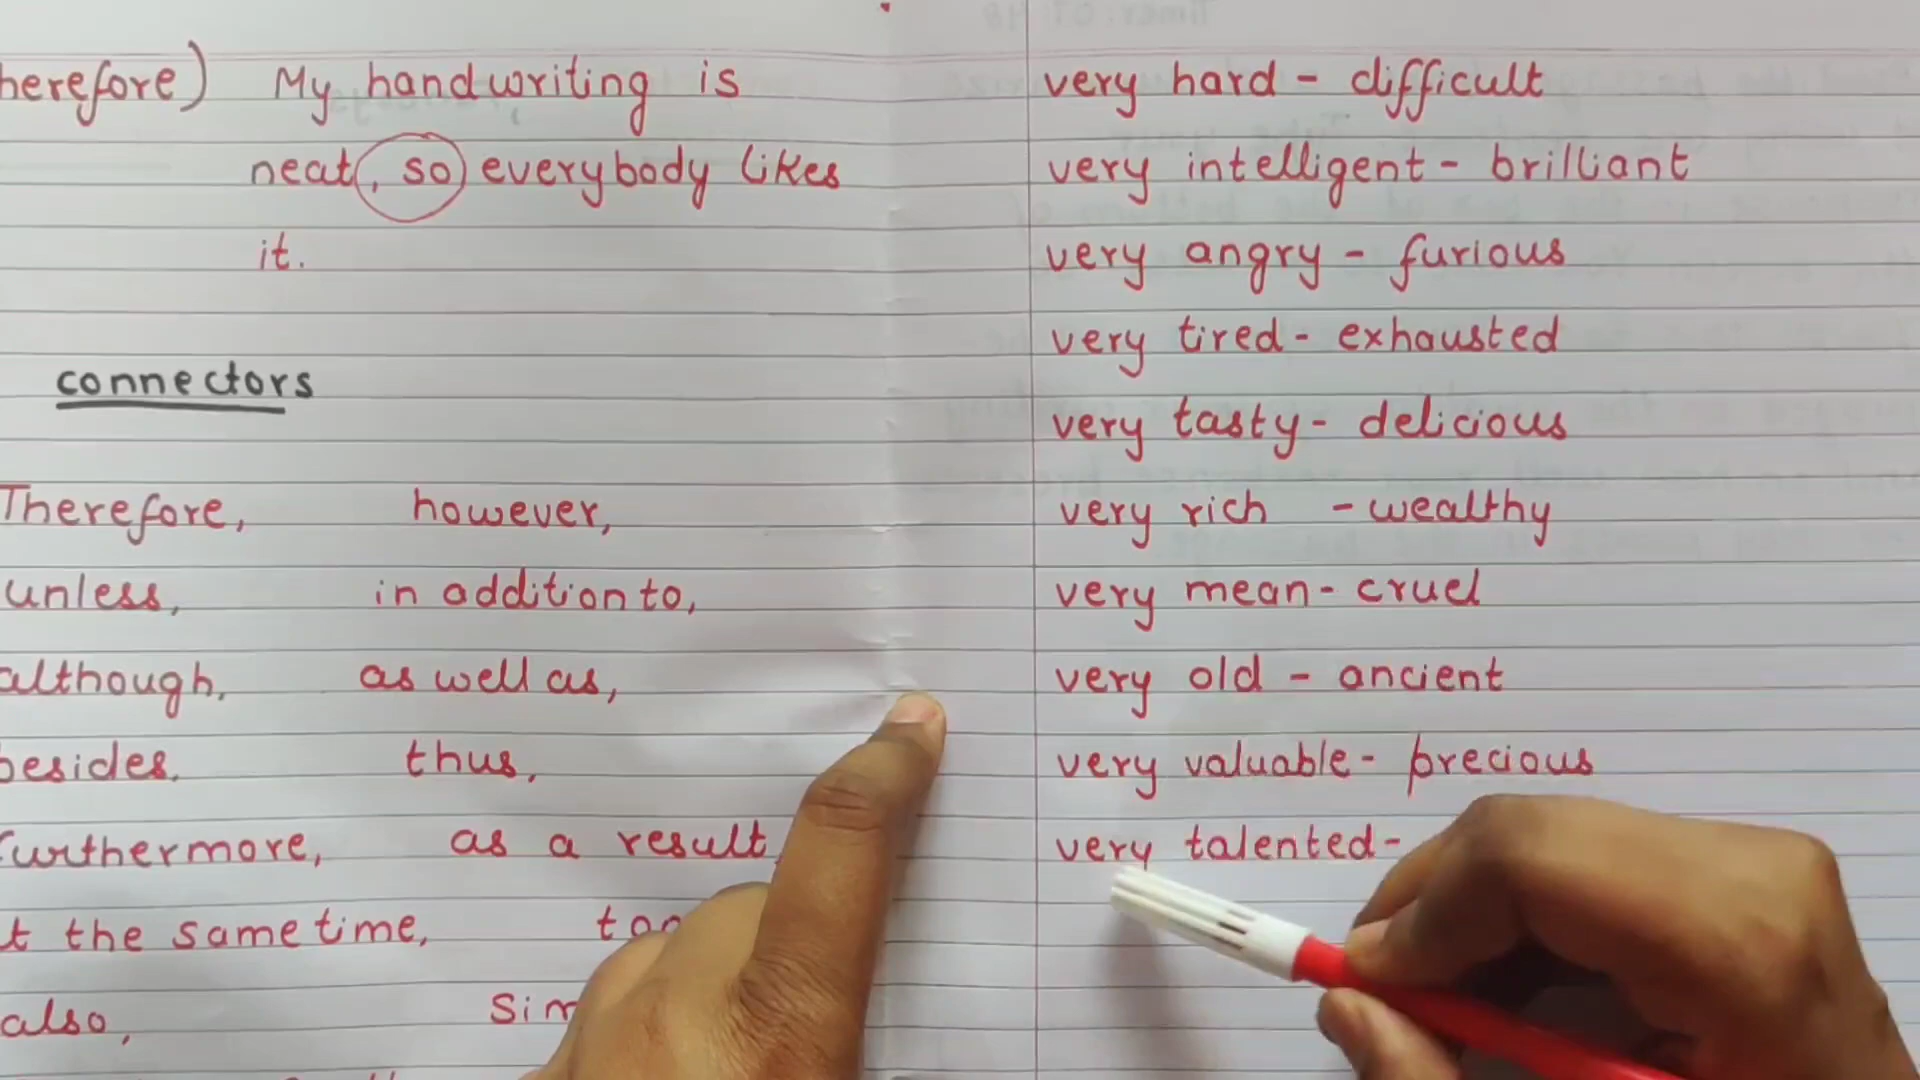 herefore) My handwriting is
neat, so everybody likes
it.
connectors
Therefore, however,
unless, in addition to,
although, as well as,
besides, thus,
furthermore, as a result,
t the same time, too
also, Sim
very hard - difficult
very intelligent - brilliant
very angry - furious
very tired - exhausted
very tasty - delicious
very rich - wealthy
very mean - cruel
very old - ancient
very valuable - precious
very talented -